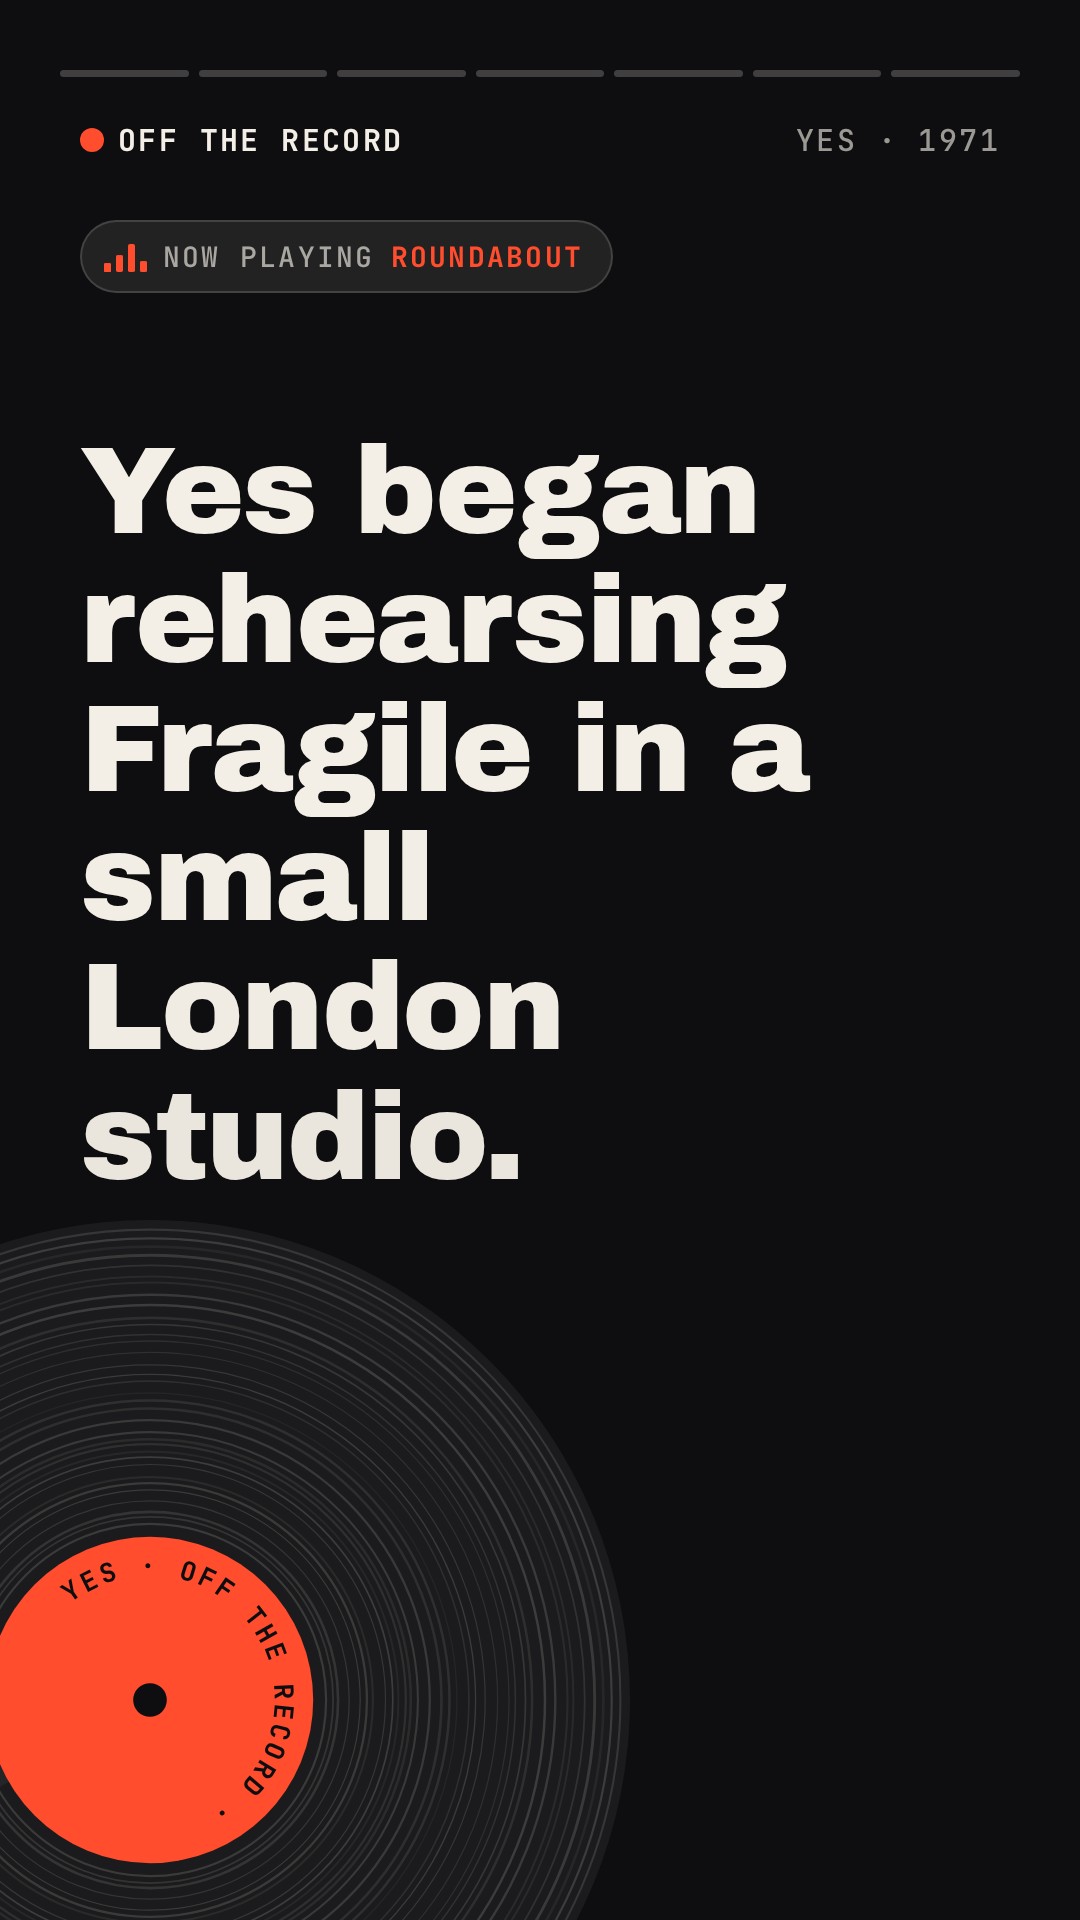 OFF THE RECORD
YES · 1971
NOW PLAYING ROUNDABOUT
Yes began
rehearsing
Fragile in a
small
London
studio.
YES · OFF THE RECORD ·